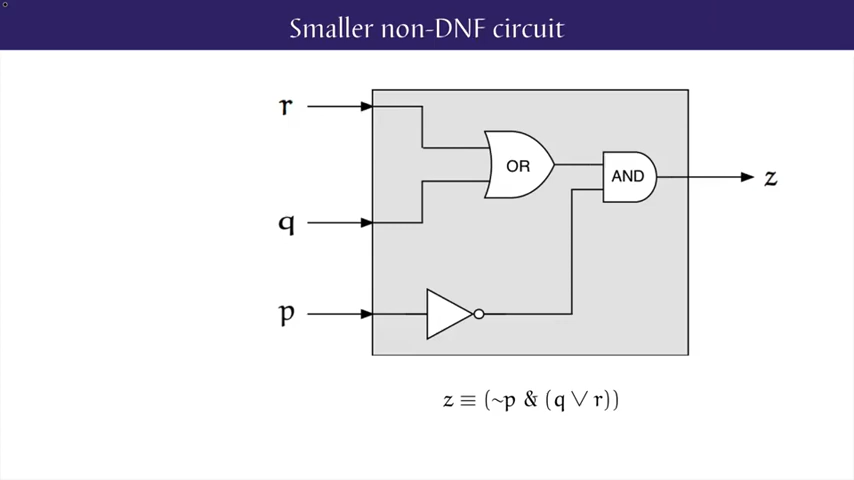 Smaller non-DNF circuit
r
OR
AND
z
q
p
z ≡ (~p & (q ∨ r))